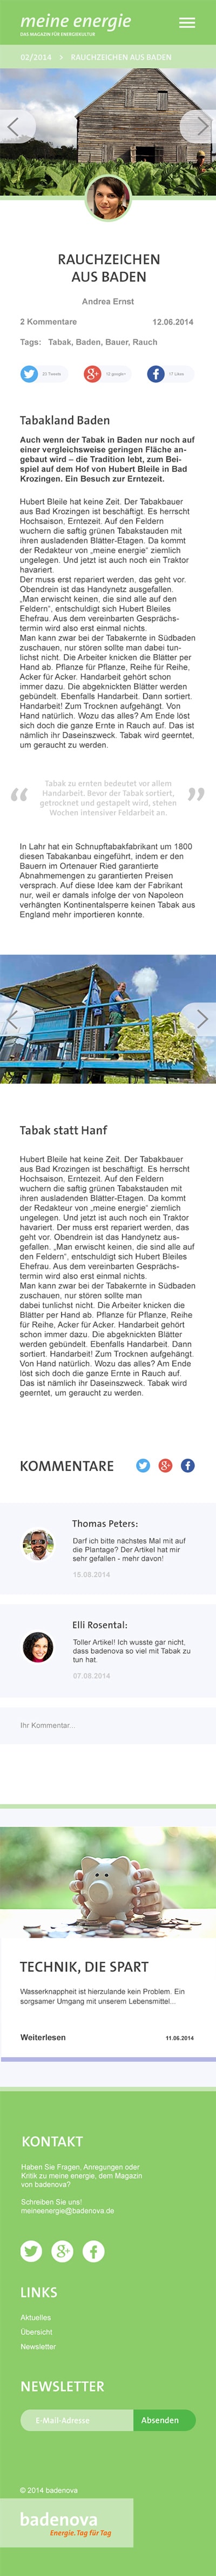 meine energie
DAS MAGAZIN FÜR ENERGIEKULTUR
02/2014 > RAUCHZEICHEN AUS BADEN
RAUCHZEICHEN
AUS BADEN
Andrea Ernst
2 Kommentare 12.06.2014
Tags: Tabak, Baden, Bauer, Rauch
23 Tweets 15 google+ 17 Likes
Tabakland Baden
Auch wenn der Tabak in Baden nur noch auf
einer vergleichsweise geringen Fläche an-
gebaut wird – die Tradition lebt, zum Bei-
spiel auf dem Hof von Hubert Bleile in Bad
Krozingen. Ein Besuch zur Erntezeit.
Hubert Bleile hat keine Zeit. Der Tabakbauer
aus Bad Krozingen ist beschäftigt. Es herrscht
Hochsaison, Erntezeit. Auf den Feldern
wuchern die saftig grünen Tabakstauden mit
ihren ausladenden Blätter-Etagen. Da kommt
der Redakteur von „meine energie“ ziemlich
ungelegen. Und jetzt ist auch noch ein Traktor
havariert.
Der muss erst repariert werden, das geht vor.
Obendrein ist das Handynetz ausgefallen.
„Man erwischt keinen, die sind alle auf den
Feldern“, entschuldigt sich Hubert Bleiles
Ehefrau. Aus dem vereinbarten Gesprächs-
termin wird also erst einmal nichts.
Man kann zwar bei der Tabakernte in Südbaden
zuschauen, nur stören sollte man dabei tun-
lichst nicht. Die Arbeiter knicken die Blätter per
Hand ab. Pflanze für Pflanze, Reihe für Reihe,
Acker für Acker. Handarbeit gehört schon
immer dazu. Die abgeknickten Blätter werden
gebündelt. Ebenfalls Handarbeit. Dann sortiert.
Handarbeit! Zum Trocknen aufgehängt. Von
Hand natürlich. Wozu das alles? Am Ende löst
sich doch die ganze Ernte in Rauch auf. Das ist
nämlich ihr Daseinszweck. Tabak wird geerntet,
um geraucht zu werden.
“ Tabak zu ernten bedeutet vor allem ”
Handarbeit. Bevor der Tabak sortiert,
getrocknet und gestapelt wird, stehen
Wochen intensiver Feldarbeit an.
In Lahr hat ein Schnupftabakfabrikant um 1800
diesen Tabakanbau eingeführt, indem er den
Bauern im Ortenauer Ried garantierte
Abnahmemengen zu garantierten Preisen
versprach. Auf diese Idee kam der Fabrikant
nur, weil er damals infolge der von Napoleon
verhängten Kontinentalsperre keinen Tabak aus
England mehr importieren konnte.
Tabak statt Hanf
Hubert Bleile hat keine Zeit. Der Tabakbauer
aus Bad Krozingen ist beschäftigt. Es herrscht
Hochsaison, Erntezeit. Auf den Feldern
wuchern die saftig grünen Tabakstauden mit
ihren ausladenden Blätter-Etagen. Da kommt
der Redakteur von „meine energie“ ziemlich
ungelegen. Und jetzt ist auch noch ein Traktor
havariert. Der muss erst repariert werden, das
geht vor. Obendrein ist das Handynetz aus-
gefallen. „Man erwischt keinen, die sind alle auf
den Feldern“, entschuldigt sich Hubert Bleiles
Ehefrau. Aus dem vereinbarten Gesprächs-
termin wird also erst einmal nichts.
Man kann zwar bei der Tabakernte in Südbaden
zuschauen, nur stören sollte man
dabei tunlichst nicht. Die Arbeiter knicken die
Blätter per Hand ab. Pflanze für Pflanze, Reihe
für Reihe, Acker für Acker. Handarbeit gehört
schon immer dazu. Die abgeknickten Blätter
werden gebündelt. Ebenfalls Handarbeit. Dann
sortiert. Handarbeit! Zum Trocknen aufgehängt.
Von Hand natürlich. Wozu das alles? Am Ende
löst sich doch die ganze Ernte in Rauch auf.
Das ist nämlich ihr Daseinszweck. Tabak wird
geerntet, um geraucht zu werden.
KOMMENTARE
Thomas Peters:
Darf ich bitte nächstes Mal mit auf
die Plantage? Der Artikel hat mir
sehr gefallen - mehr davon!
15.08.2014
Elli Rosental:
Toller Artikel! Ich wusste gar nicht,
dass badenova so viel mit Tabak zu
tun hat.
07.08.2014
Ihr Kommentar...
TECHNIK, DIE SPART
Wasserknappheit ist hierzulande kein Problem. Ein
sorgsamer Umgang mit unserem Lebensmittel...
Weiterlesen 11.06.2014
KONTAKT
Haben Sie Fragen, Anregungen oder
Kritik zu meine energie, dem Magazin
von badenova?
Schreiben Sie uns!
meineenergie@badenova.de
LINKS
Aktuelles
Übersicht
Newsletter
NEWSLETTER
E-Mail-Adresse Absenden
© 2014 badenova
badenova
Energie. Tag für Tag